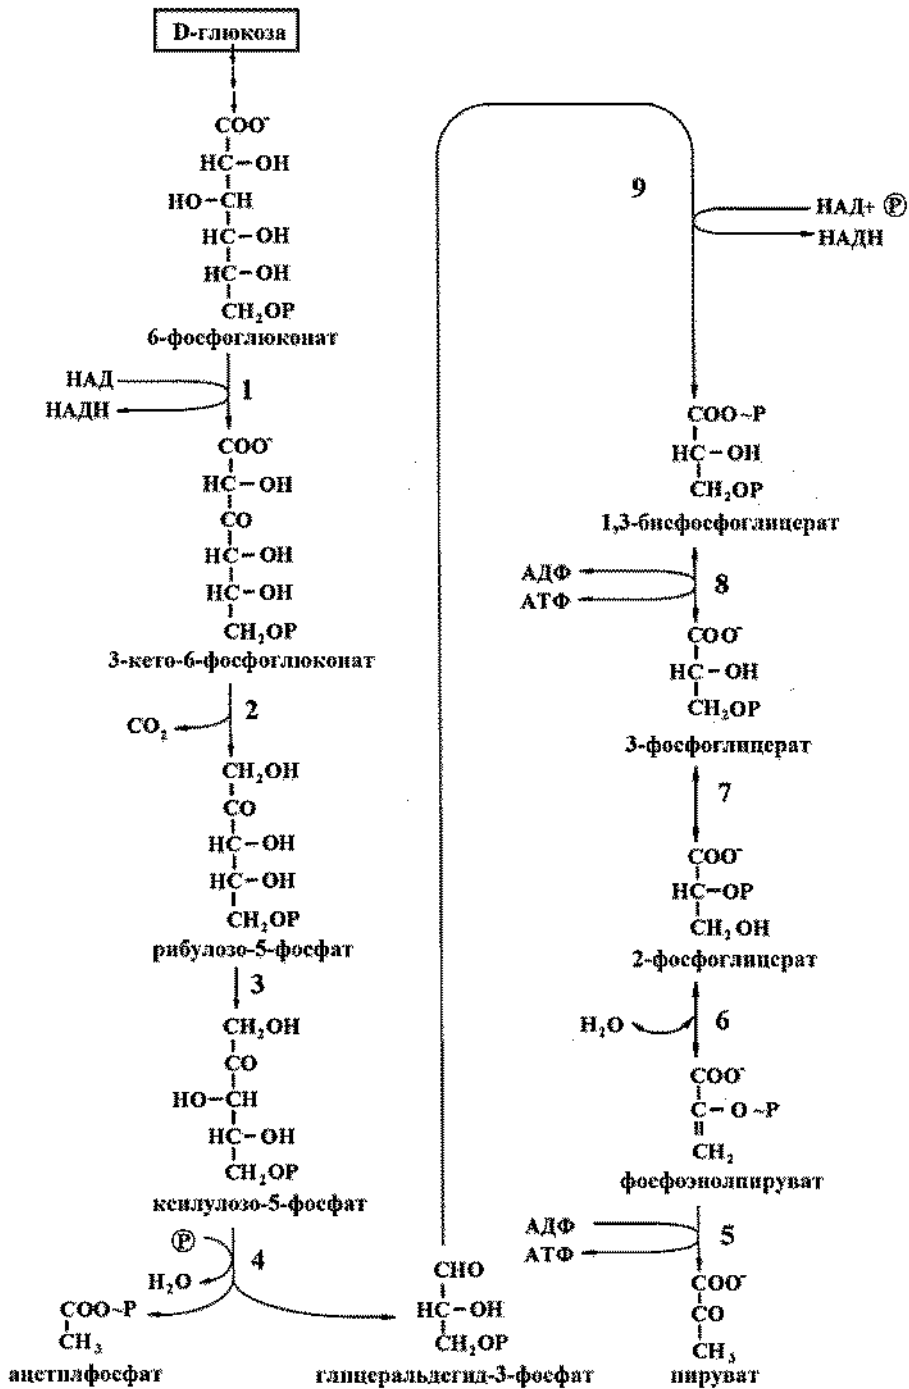 D-глюкоза
COO⁻
HC–OH
HO–CH
HC–OH
HC–OH
CH₂OP
6-фосфоглюконат
НАД
НАДН
1
COO⁻
HC–OH
CO
HC–OH
HC–OH
CH₂OP
3-кето-6-фосфоглюконат
2
CO₂
CH₂OH
CO
HC–OH
HC–OH
CH₂OP
рибулозо-5-фосфат
3
CH₂OH
CO
HO–CH
HC–OH
CH₂OP
ксилулозо-5-фосфат
Ⓟ
H₂O
4
COO~P
CH₃
ацетилфосфат
CHO
HC–OH
CH₂OP
глицеральдегид-3-фосфат
9
НАД+ Ⓟ
НАДН
COO~P
HC–OH
CH₂OP
1,3-бисфосфоглицерат
АДФ
АТФ
8
COO⁻
HC–OH
CH₂OP
3-фосфоглицерат
7
COO⁻
HC–OP
CH₂OH
2-фосфоглицерат
H₂O
6
COO⁻
C–O~P
CH₂
фосфоэнолпируват
АДФ
АТФ
5
COO⁻
CO
CH₃
пируват